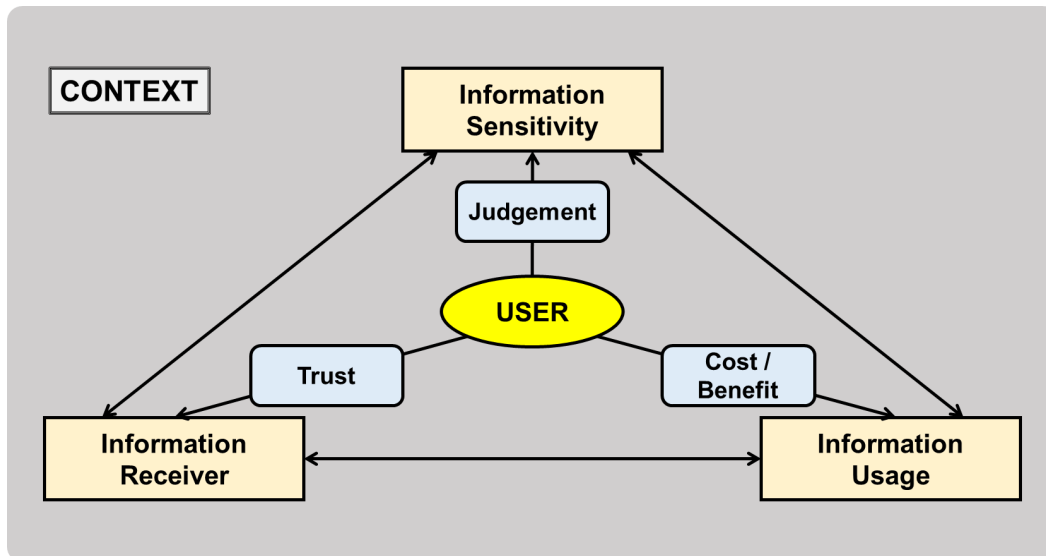 CONTEXT
Information
Sensitivity
Judgement
USER
Trust
Cost /
Benefit
Information
Receiver
Information
Usage